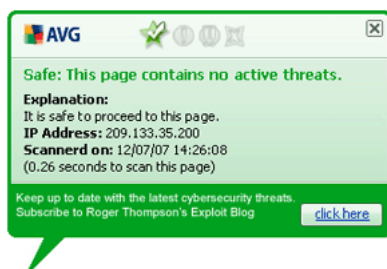 AVG
Safe: This page contains no active threats.
Explanation:
It is safe to proceed to this page.
IP Address: 209.133.35.200
Scannerd on: 12/07/07 14:26:08
(0.26 seconds to scan this page)
Keep up to date with the latest cybersecurity threats.
Subscribe to Roger Thompson's Exploit Blog
click here